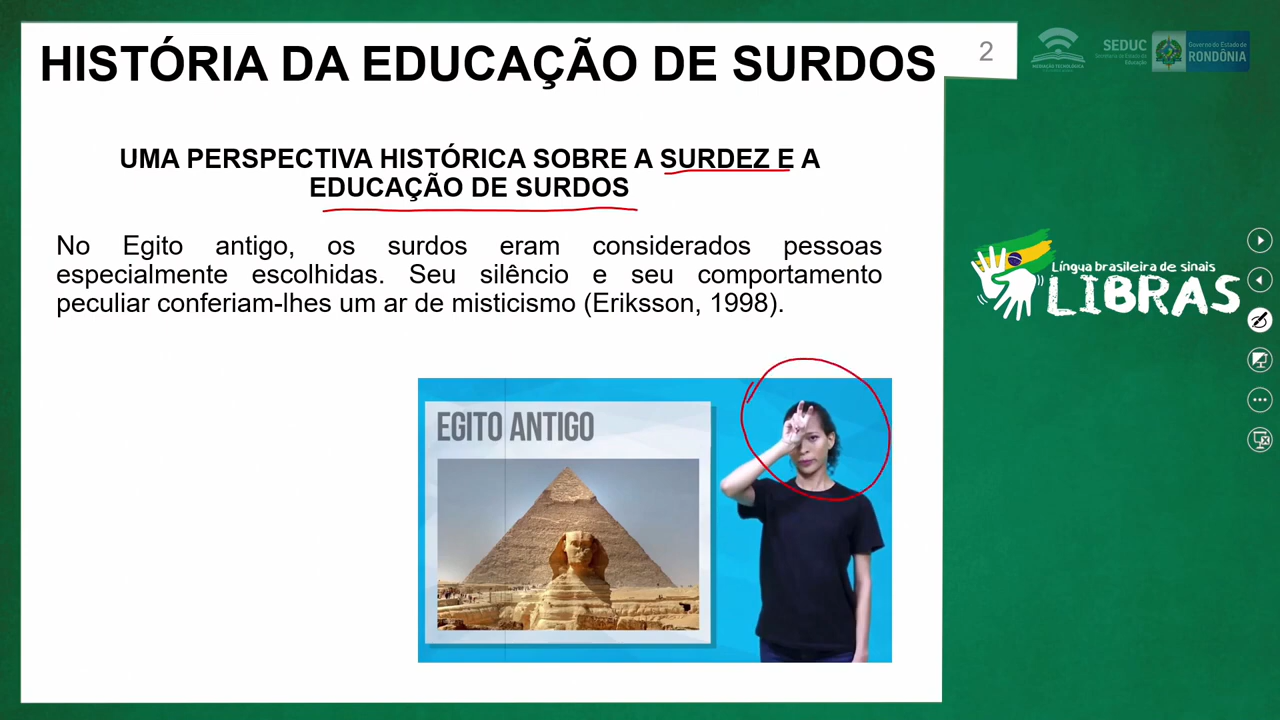 HISTÓRIA DA EDUCAÇÃO DE SURDOS
2
SEDUC
Governo do Estado de
RONDÔNIA
MEDIAÇÃO TECNOLÓGICA
Secretaria de Estado da
Educação
UMA PERSPECTIVA HISTÓRICA SOBRE A SURDEZ E A
EDUCAÇÃO DE SURDOS
No Egito antigo, os surdos eram considerados pessoas
especialmente escolhidas. Seu silêncio e seu comportamento
peculiar conferiam-lhes um ar de misticismo (Eriksson, 1998).
Língua brasileira de sinais
LIBRAS
EGITO ANTIGO